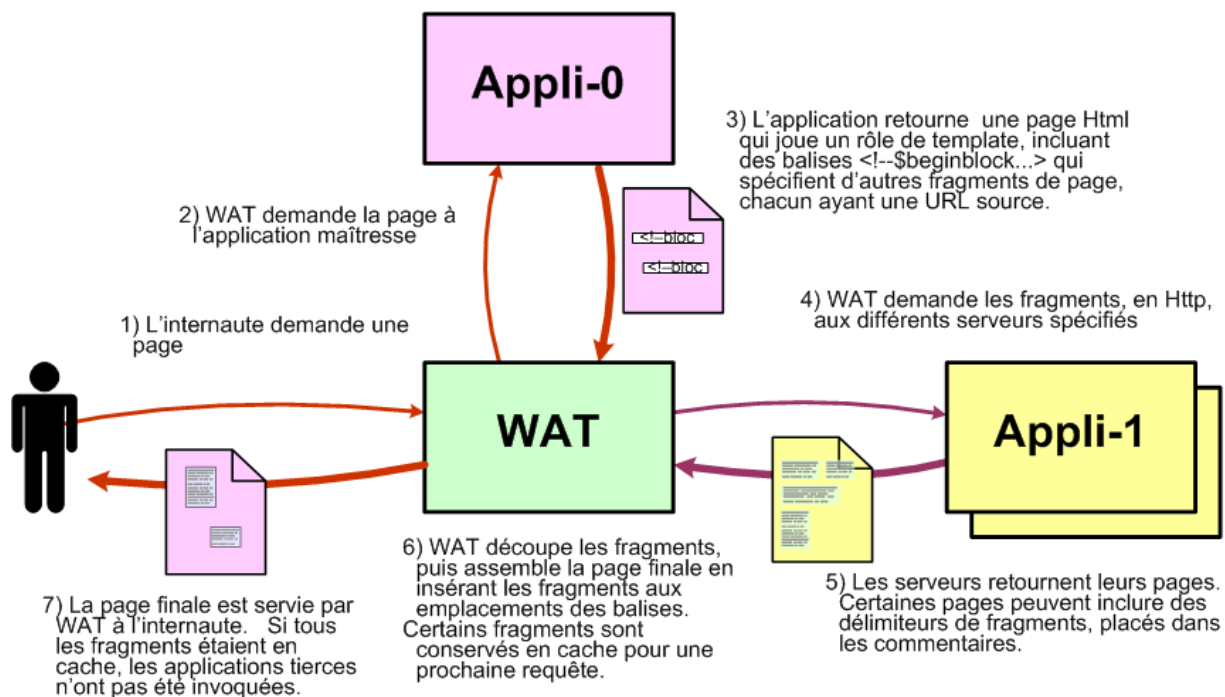 Appli-0
3) L'application retourne une page Html
qui joue un rôle de template, incluant
des balises <!--$beginblock...> qui
spécifient d'autres fragments de page,
chacun ayant une URL source.
2) WAT demande la page à
l'application maîtresse
<!--bloc
<!--bloc
4) WAT demande les fragments, en Http,
aux différents serveurs spécifiés
1) L'internaute demande une
page
WAT
Appli-1
6) WAT découpe les fragments,
puis assemble la page finale en
insérant les fragments aux
emplacements des balises.
Certains fragments sont
conservés en cache pour une
prochaine requête.
5) Les serveurs retournent leurs pages.
Certaines pages peuvent inclure des
délimiteurs de fragments, placés dans
les commentaires.
7) La page finale est servie par
WAT à l'internaute. Si tous
les fragments étaient en
cache, les applications tierces
n'ont pas été invoquées.